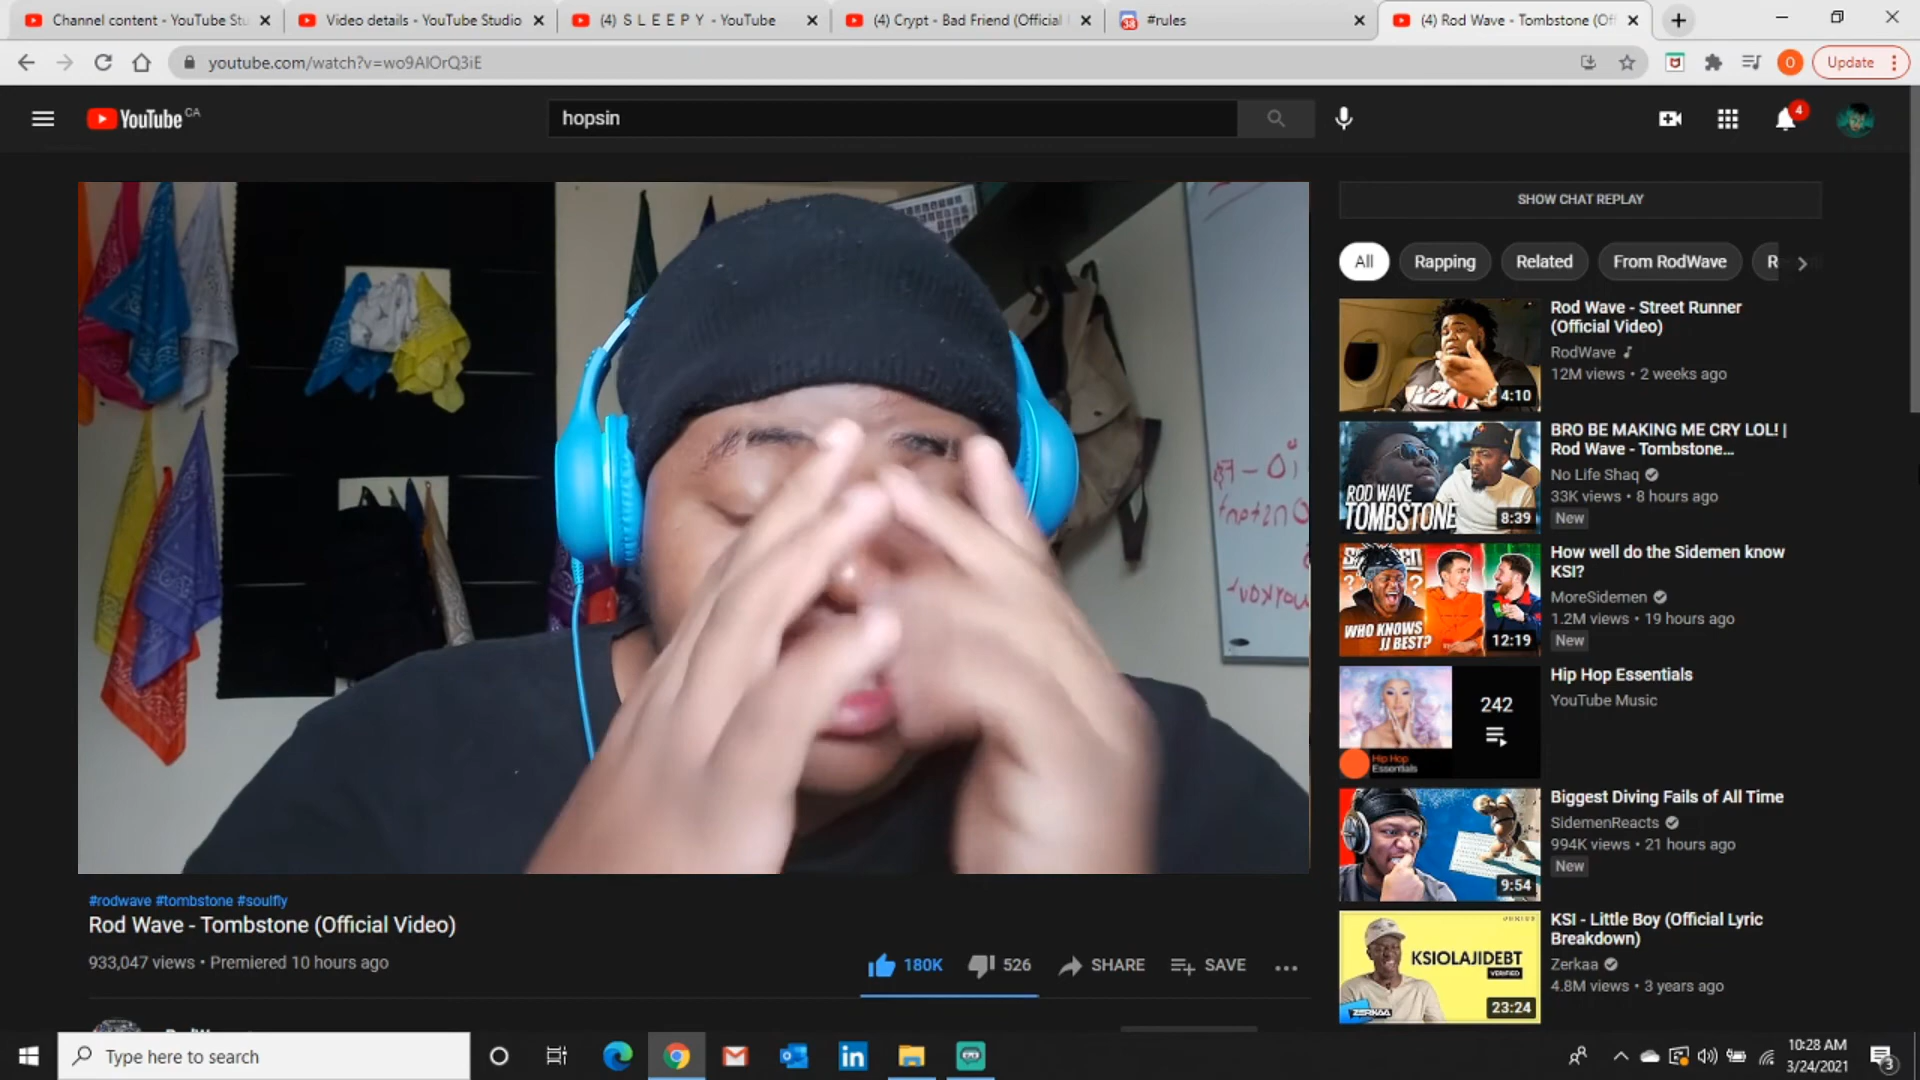 Channel content - YouTube Stu
Video details - YouTube Studio
(4) S L E E P Y - YouTube
(4) Crypt - Bad Friend (Official
#rules
(4) Rod Wave - Tombstone (Off
youtube.com/watch?v=wo9AlOrQ3iE
O
Update
YouTube CA
hopsin
4
SHOW CHAT REPLAY
All
Rapping
Related
From RodWave
Rod Wave - Street Runner
(Official Video)
RodWave
12M views • 2 weeks ago
4:10
BRO BE MAKING ME CRY LOL! |
Rod Wave - Tombstone...
No Life Shaq
33K views • 8 hours ago
New
ROD WAVE
TOMBSTONE
8:39
How well do the Sidemen know
KSI?
MoreSidemen
1.2M views • 19 hours ago
New
WHO KNOWS
JJ BEST?
12:19
Hip Hop Essentials
YouTube Music
242
Hip Hop
Essentials
Biggest Diving Fails of All Time
SidemenReacts
994K views • 21 hours ago
New
9:54
KSI - Little Boy (Official Lyric
Breakdown)
Zerkaa
4.8M views • 3 years ago
KSIOLAJIDEBT
VERIFIED
ZERKAA
23:24
#rodwave #tombstone #soulfly
Rod Wave - Tombstone (Official Video)
933,047 views • Premiered 10 hours ago
180K
526
SHARE
SAVE
Type here to search
10:28 AM
3/24/2021
3